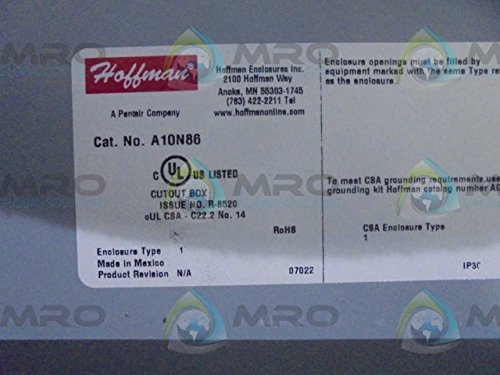 Hoffman
A Pentair Company
Hoffman Enclosures Inc.
2100 Hoffman Way
Anoka, MN 55303-1745
(763) 422-2211 Tel
www.hoffmanonline.com
Cat. No. A10N86
C UL US LISTED
CUTOUT BOX
ISSUE NO. R-8520
cUL CSA - C22.2 No. 14
RoHS
Enclosure Type 1
Made in Mexico
Product Revision N/A
07022
Enclosure openings must be filled by
equipment marked with the same Type
as the enclosure.
To meet CSA grounding requirements, use
grounding kit Hoffman catalog number
CSA Enclosure Type
1
MRO
MRO
MRO
MRO
MRO
MRO